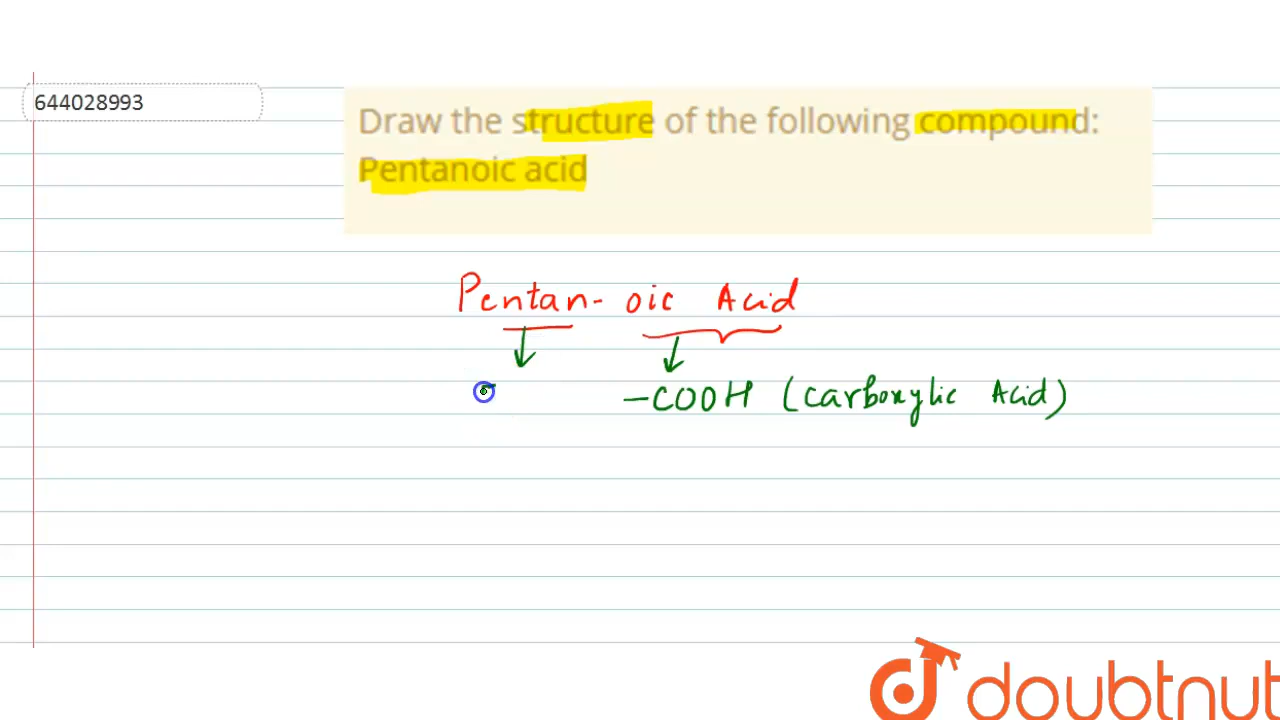 644028993
Draw the structure of the following compound:
Pentanoic acid
Pentan- oic Acid
-COOH (Carboxylic Acid)
doubtnut